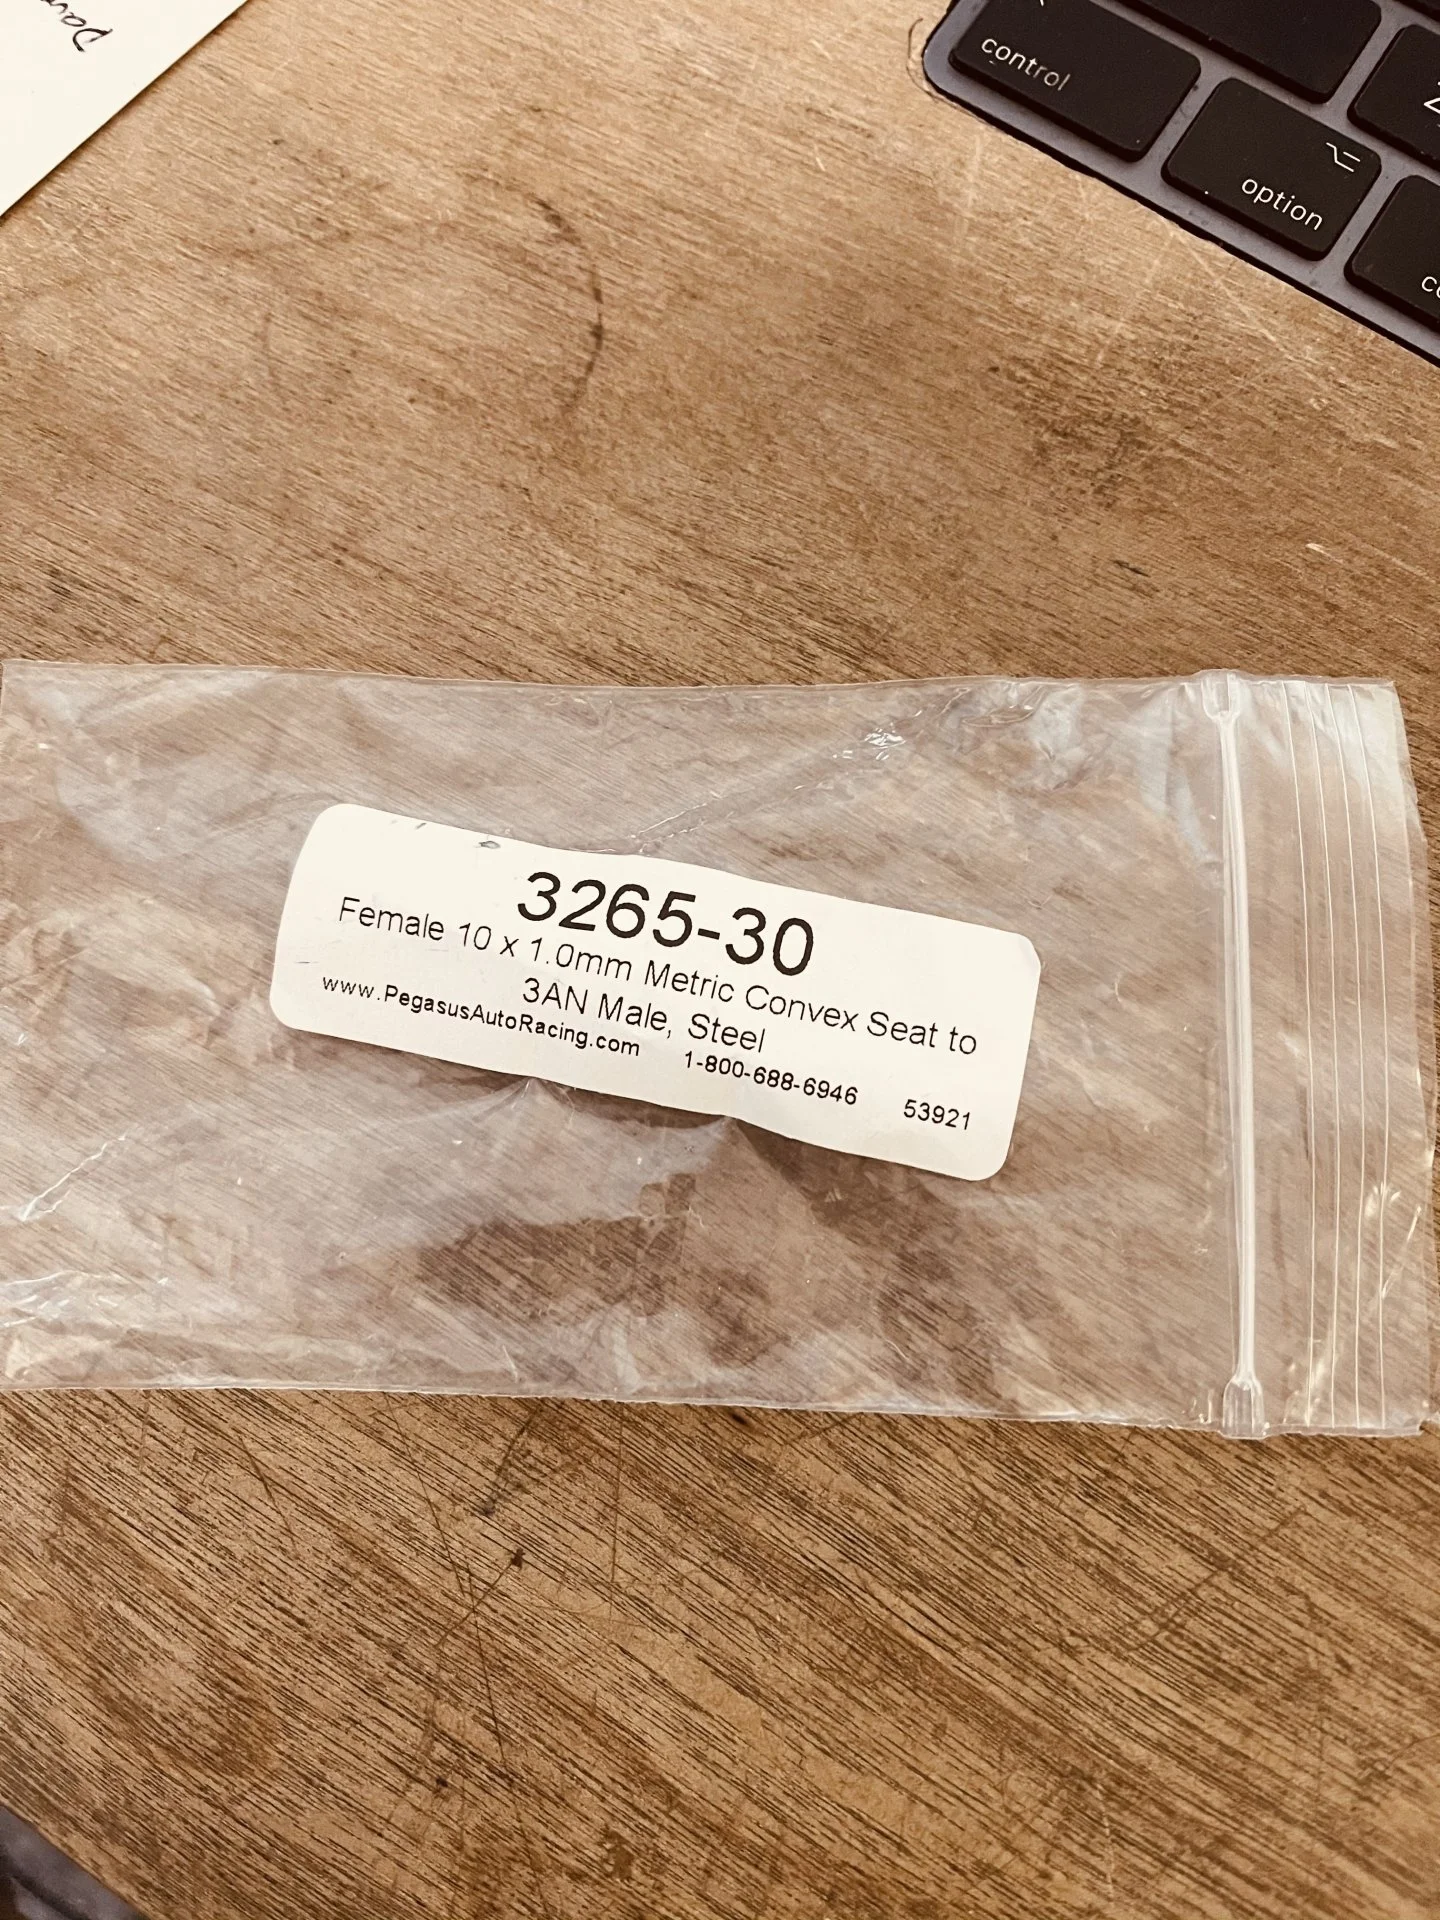 control
option
3265-30
Female 10 x 1.0mm Metric Convex Seat to
3AN Male, Steel
www.PegasusAutoRacing.com 1-800-688-6946 53921